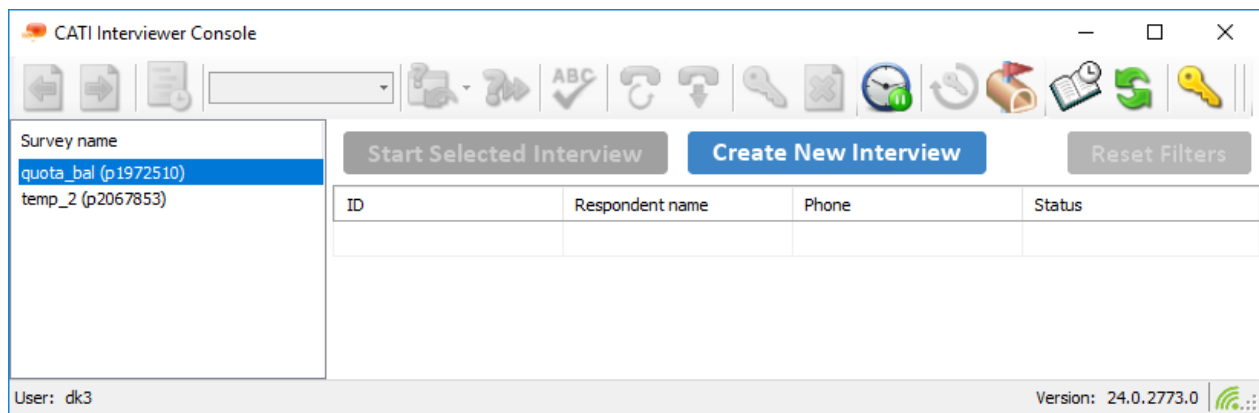 CATI Interviewer Console
ABC
Survey name
quota_bal (p1972510)
temp_2 (p2067853)
Start Selected Interview Create New Interview Reset Filters
ID Respondent name Phone Status
User: dk3 Version: 24.0.2773.0